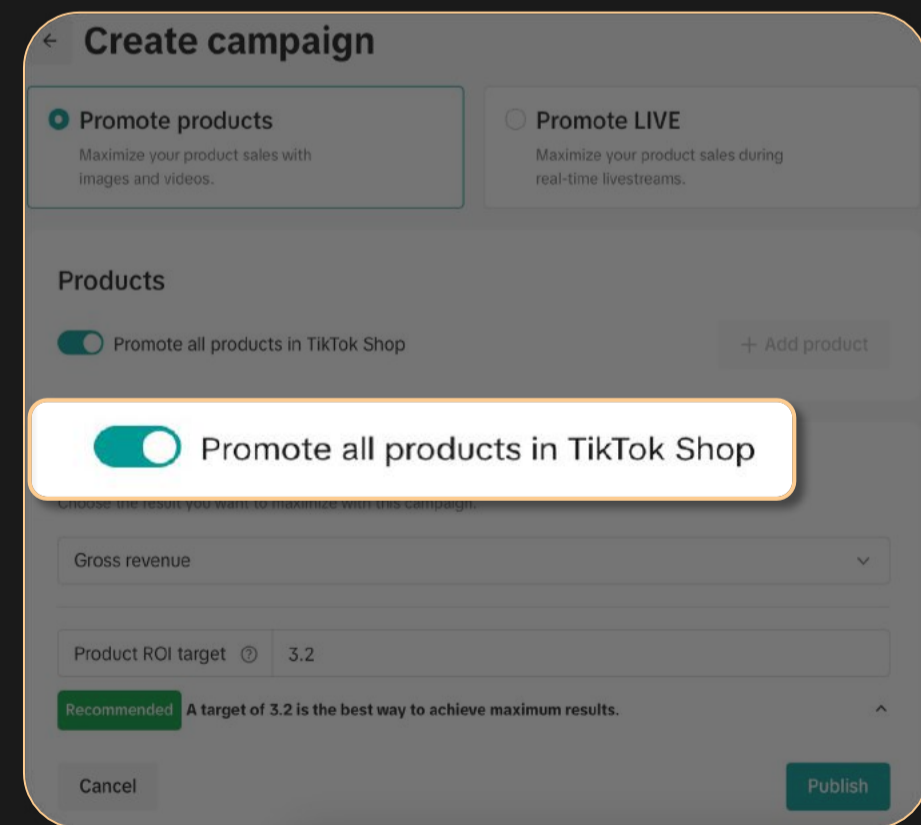 Create campaign
Promote products
Maximize your product sales with
images and videos.
Promote LIVE
Maximize your product sales during
real-time livestreams.
Products
Promote all products in TikTok Shop
+ Add product
Promote all products in TikTok Shop
Choose the result you want to maximize with this campaign.
Gross revenue
Product ROI target
3.2
Recommended A target of 3.2 is the best way to achieve maximum results.
Cancel
Publish